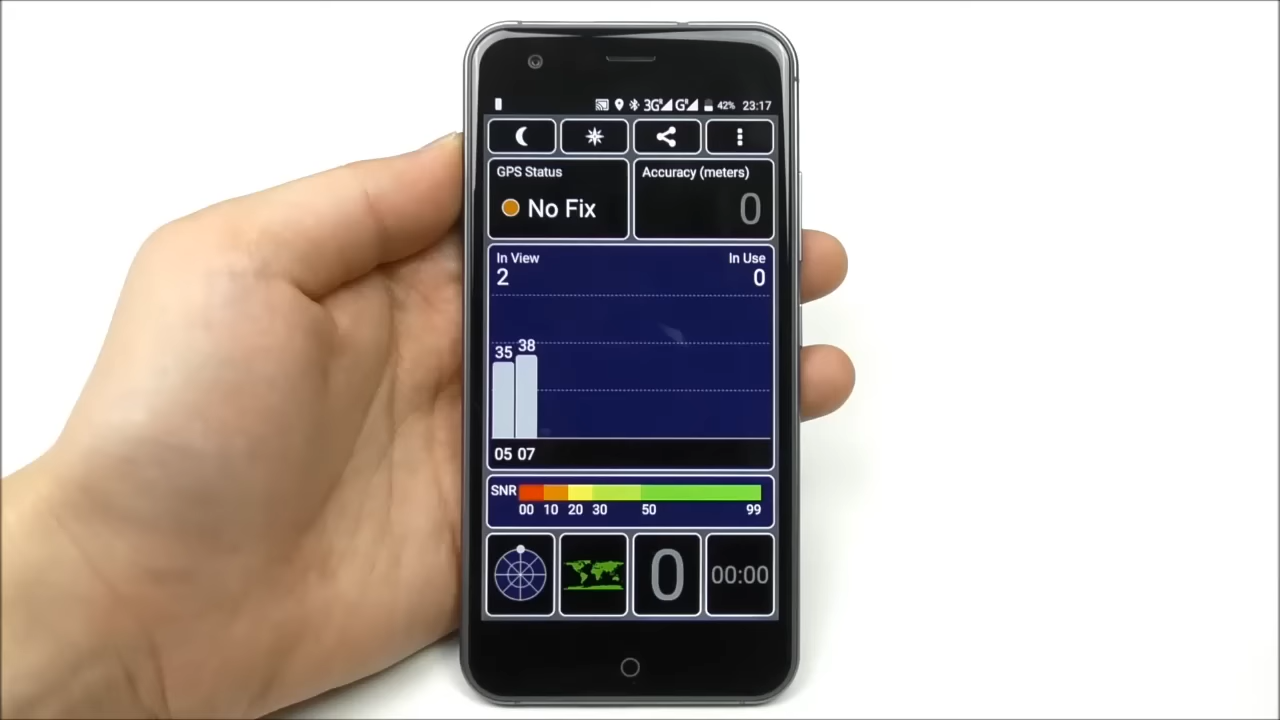 3G G 42% 23:17
GPS Status Accuracy (meters)
No Fix 0
In View In Use
2 0
35 38
05 07
SNR
00 10 20 30 50 99
0 00:00